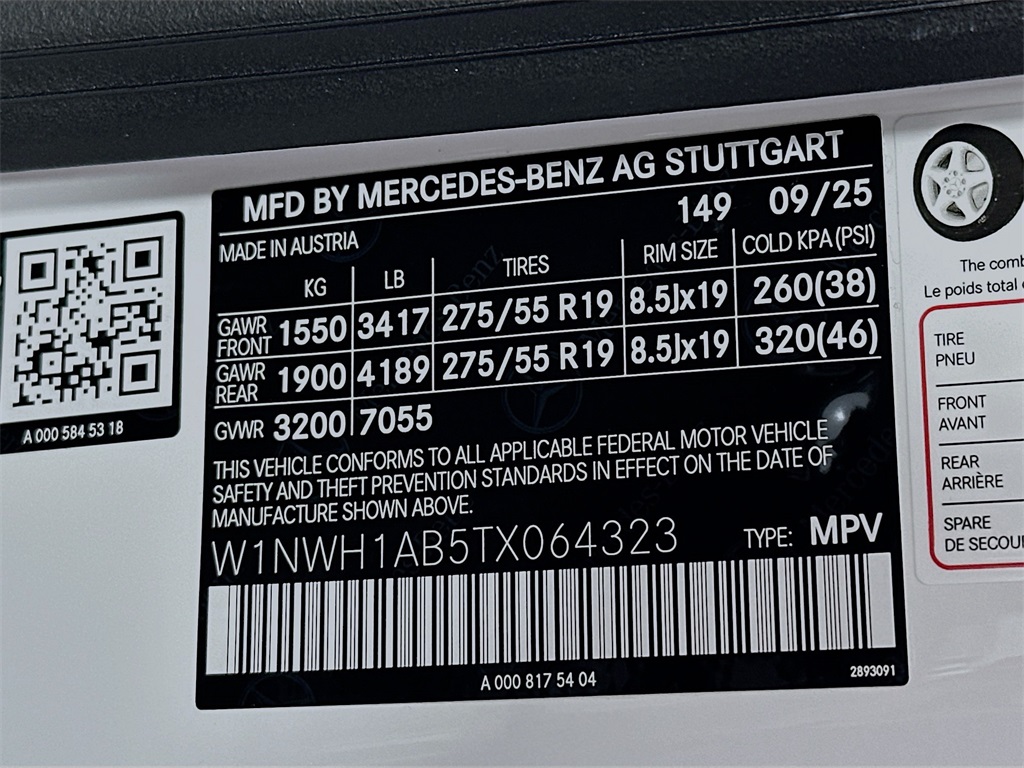 MFD BY MERCEDES-BENZ AG STUTTGART
149 09/25
MADE IN AUSTRIA
KG LB TIRES RIM SIZE COLD KPA (PSI)
GAWR FRONT 1550 3417 275/55 R19 8.5Jx19 260(38)
GAWR REAR 1900 4189 275/55 R19 8.5Jx19 320(46)
GVWR 3200 7055
THIS VEHICLE CONFORMS TO ALL APPLICABLE FEDERAL MOTOR VEHICLE
SAFETY AND THEFT PREVENTION STANDARDS IN EFFECT ON THE DATE OF
MANUFACTURE SHOWN ABOVE.
W1NWH1AB5TX064323 TYPE: MPV
A 000 817 54 04
2893091
A 000 584 53 18
The comb
Le poids total
TIRE
PNEU
FRONT
AVANT
REAR
ARRIÈRE
SPARE
DE SECOU